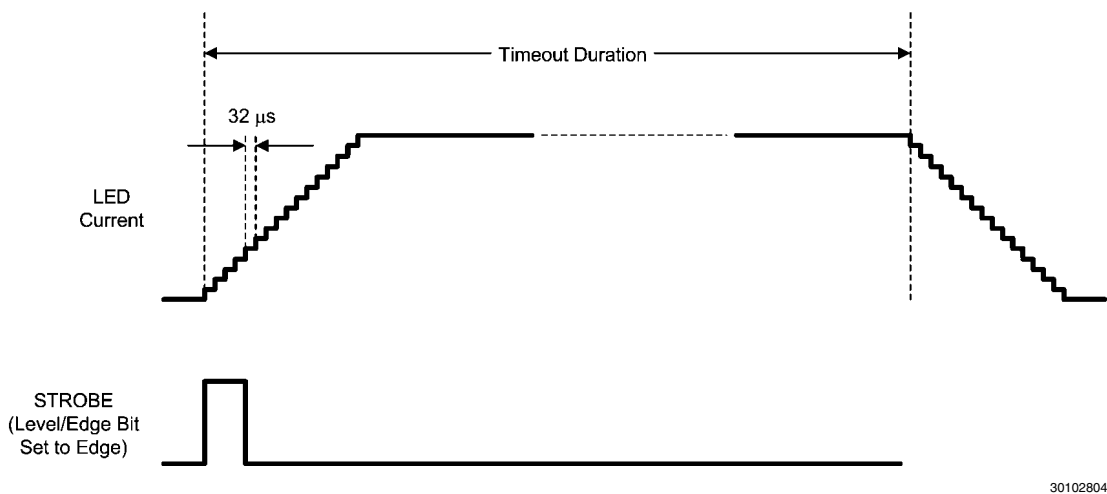 Timeout Duration
32 μs
LED
Current
STROBE
(Level/Edge Bit
Set to Edge)
30102804